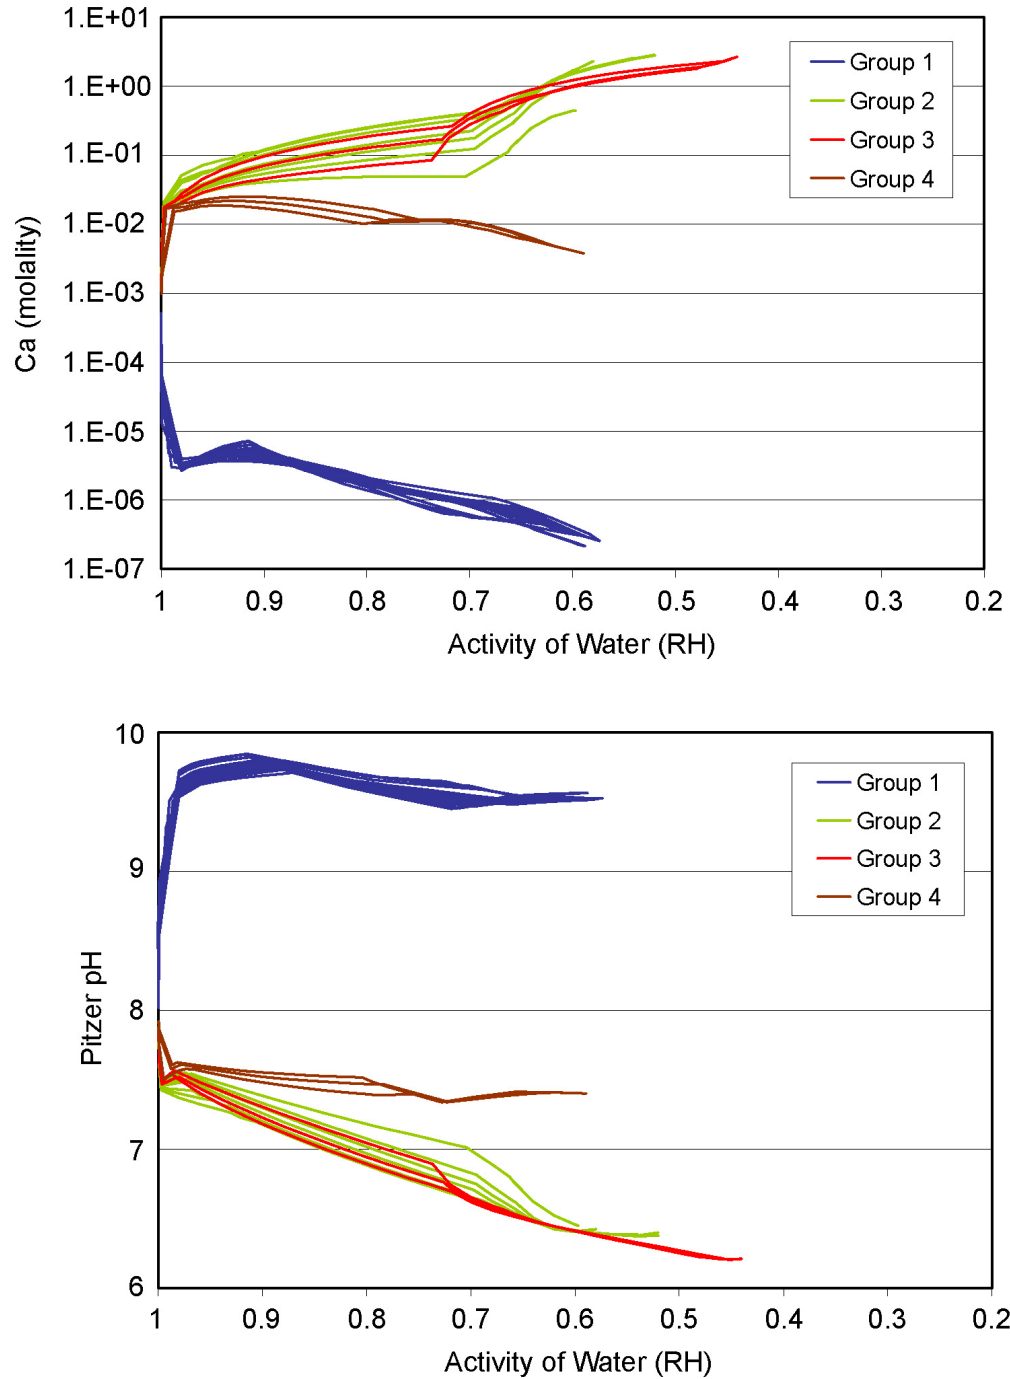 1.E+01
1.E+00
1.E-01
1.E-02
1.E-03
1.E-04
1.E-05
1.E-06
1.E-07
Ca (molality)
Group 1
Group 2
Group 3
Group 4
1 0.9 0.8 0.7 0.6 0.5 0.4 0.3 0.2
Activity of Water (RH)
10
9
8
7
6
Pitzer pH
Group 1
Group 2
Group 3
Group 4
1 0.9 0.8 0.7 0.6 0.5 0.4 0.3 0.2
Activity of Water (RH)